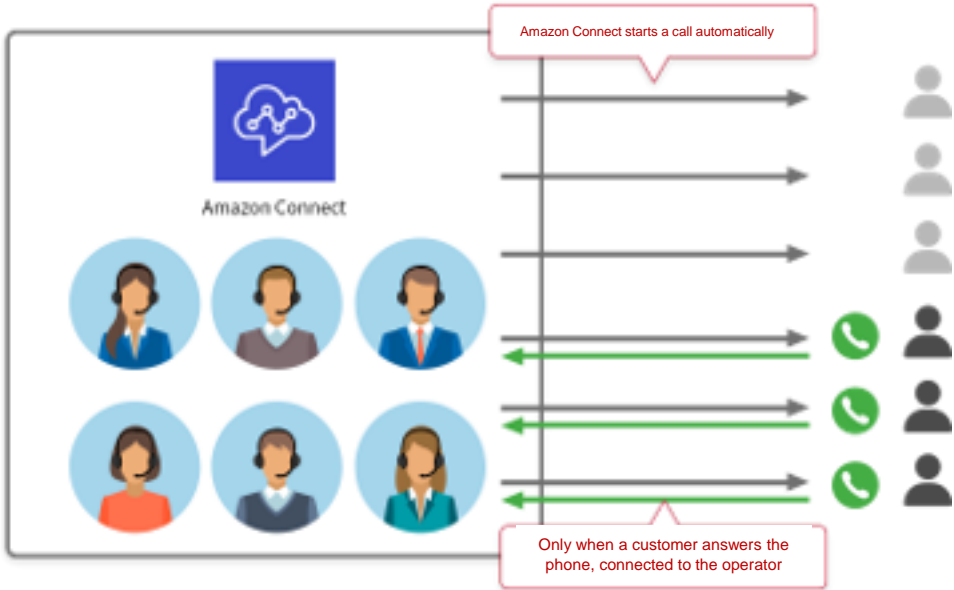 Amazon Connect starts a call automatically
Amazon Connect
Only when a customer answers the
phone, connected to the operator